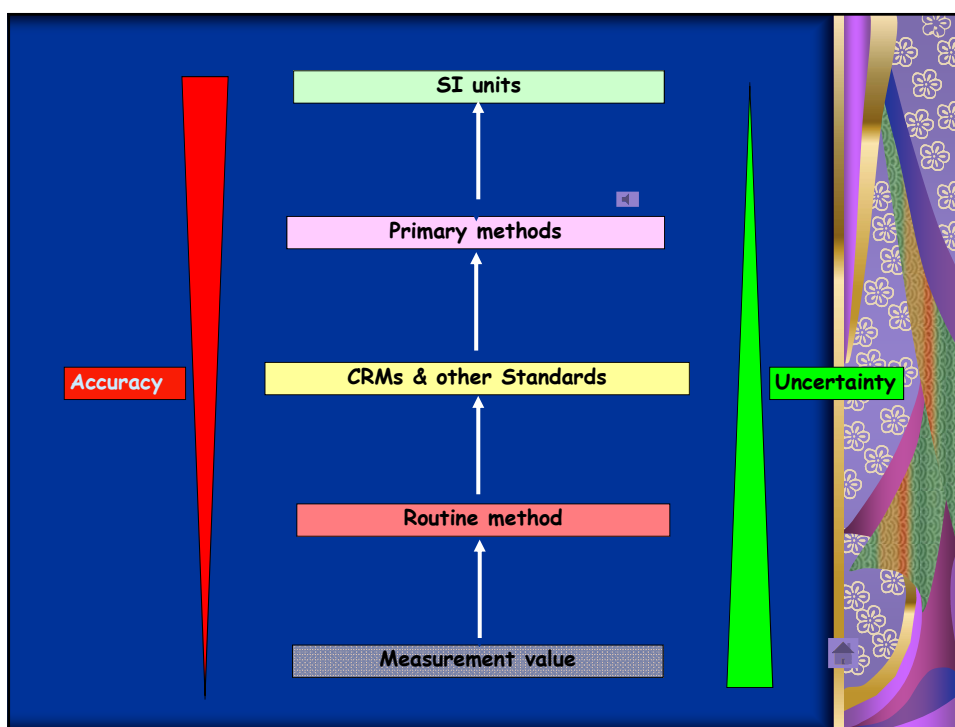 SI units
Primary methods
Accuracy
CRMs & other Standards
Uncertainty
Routine method
Measurement value